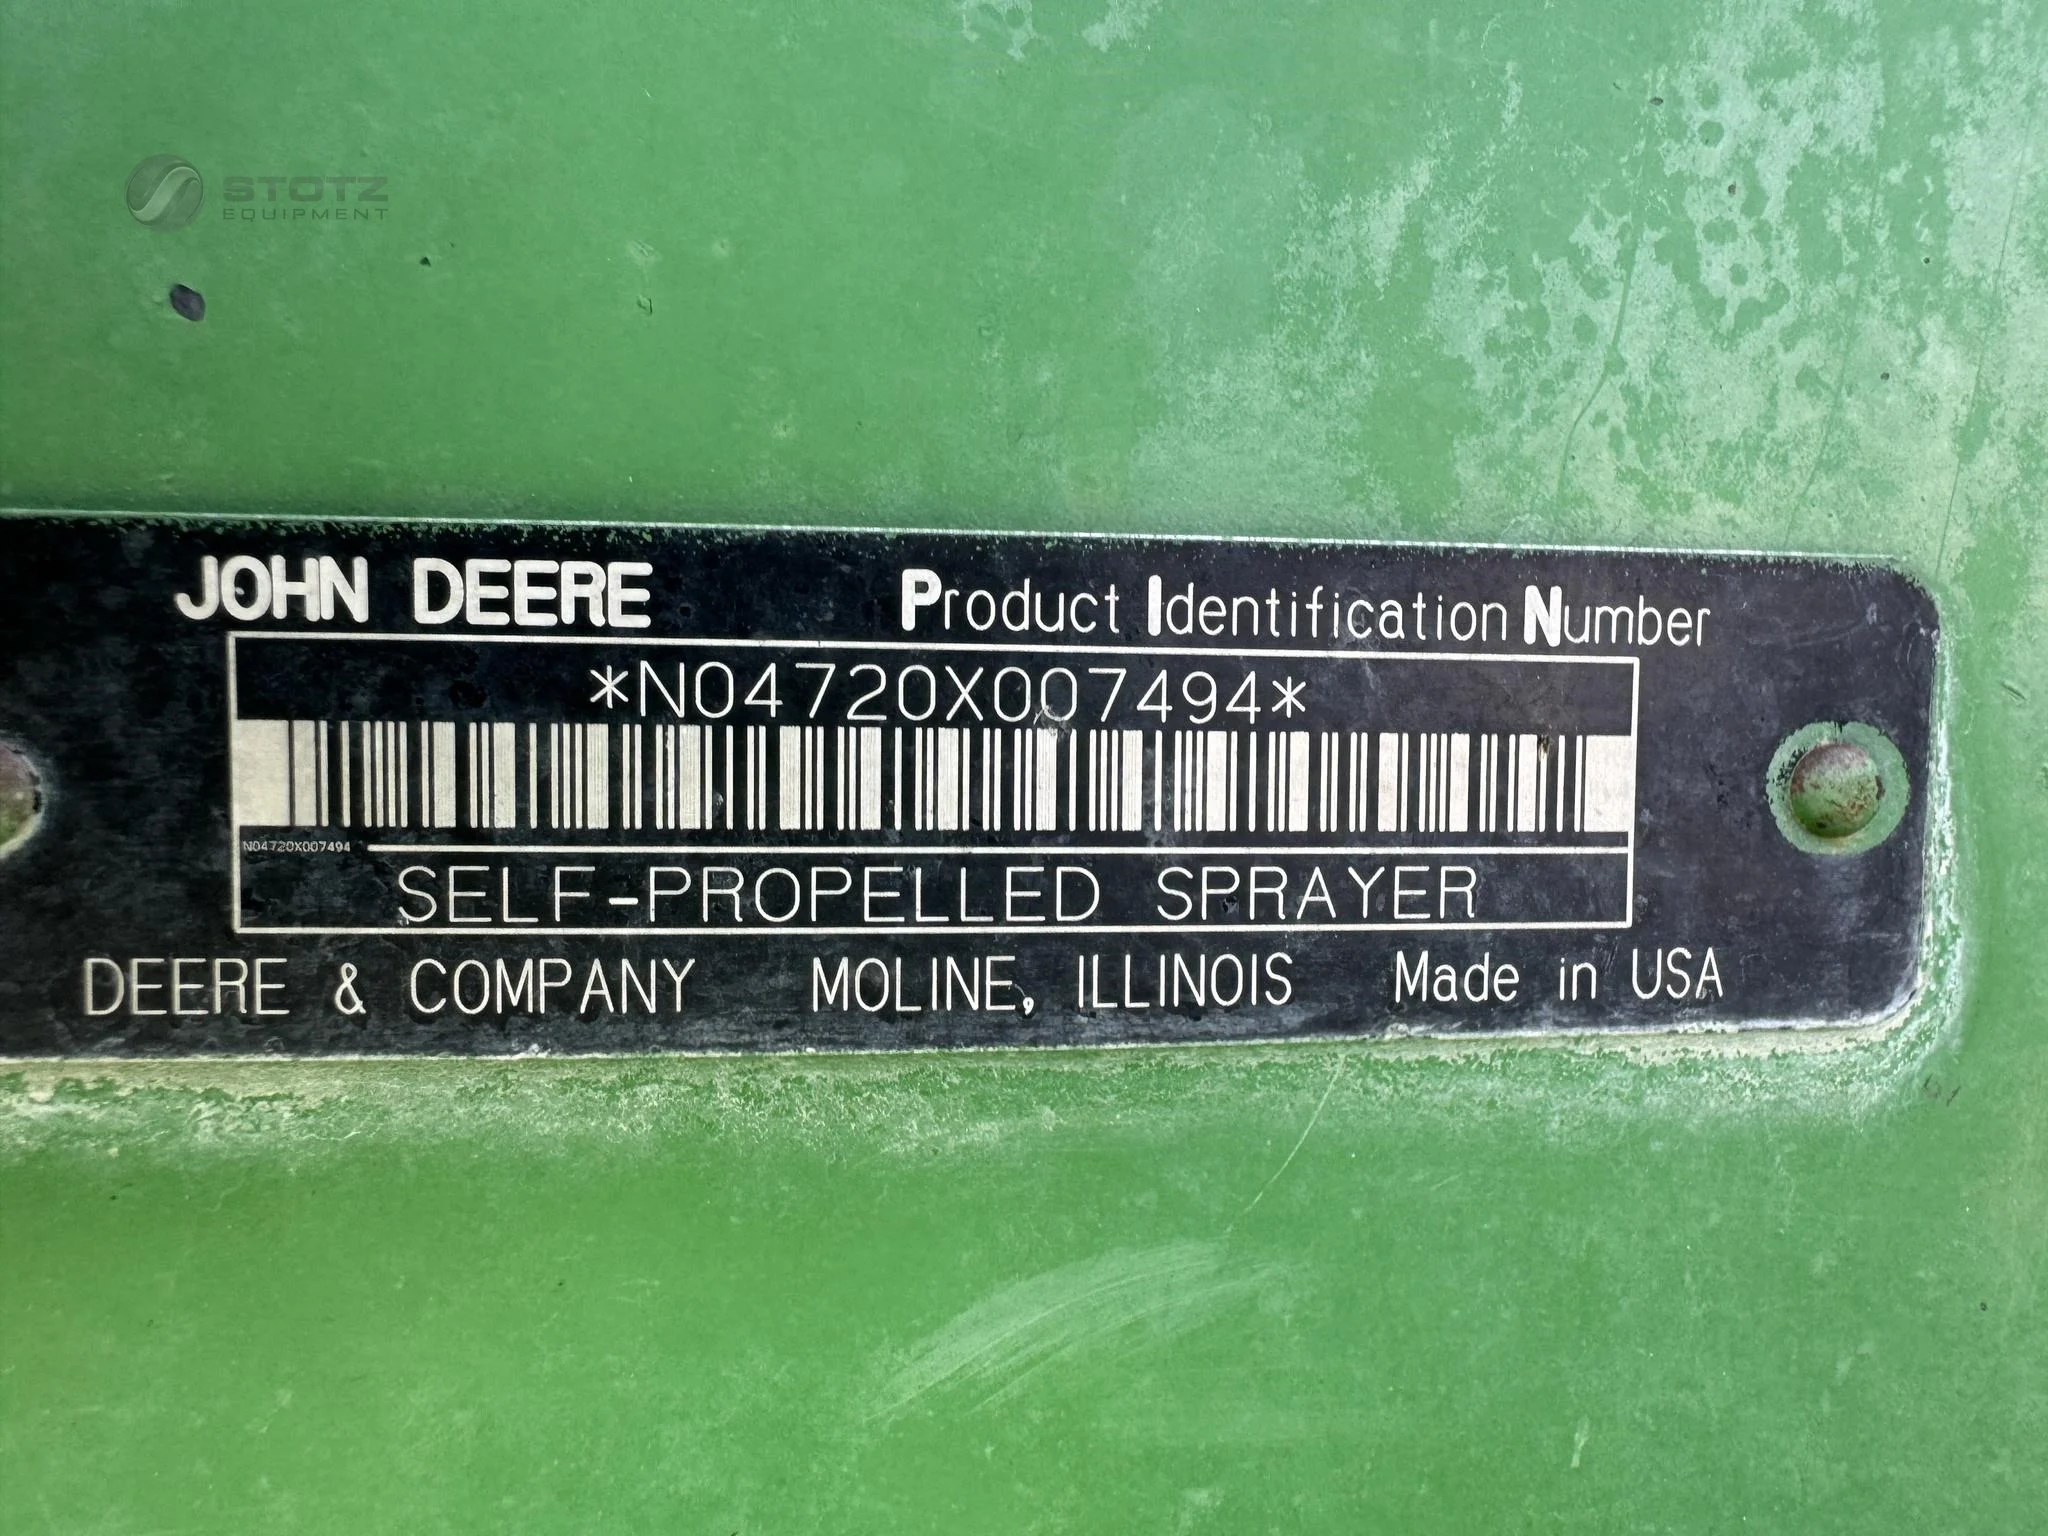 STOTZ
EQUIPMENT
JOHN DEERE Product Identification Number
*N04720X007494*
N04720X007494
SELF-PROPELLED SPRAYER
DEERE & COMPANY MOLINE, ILLINOIS Made in USA